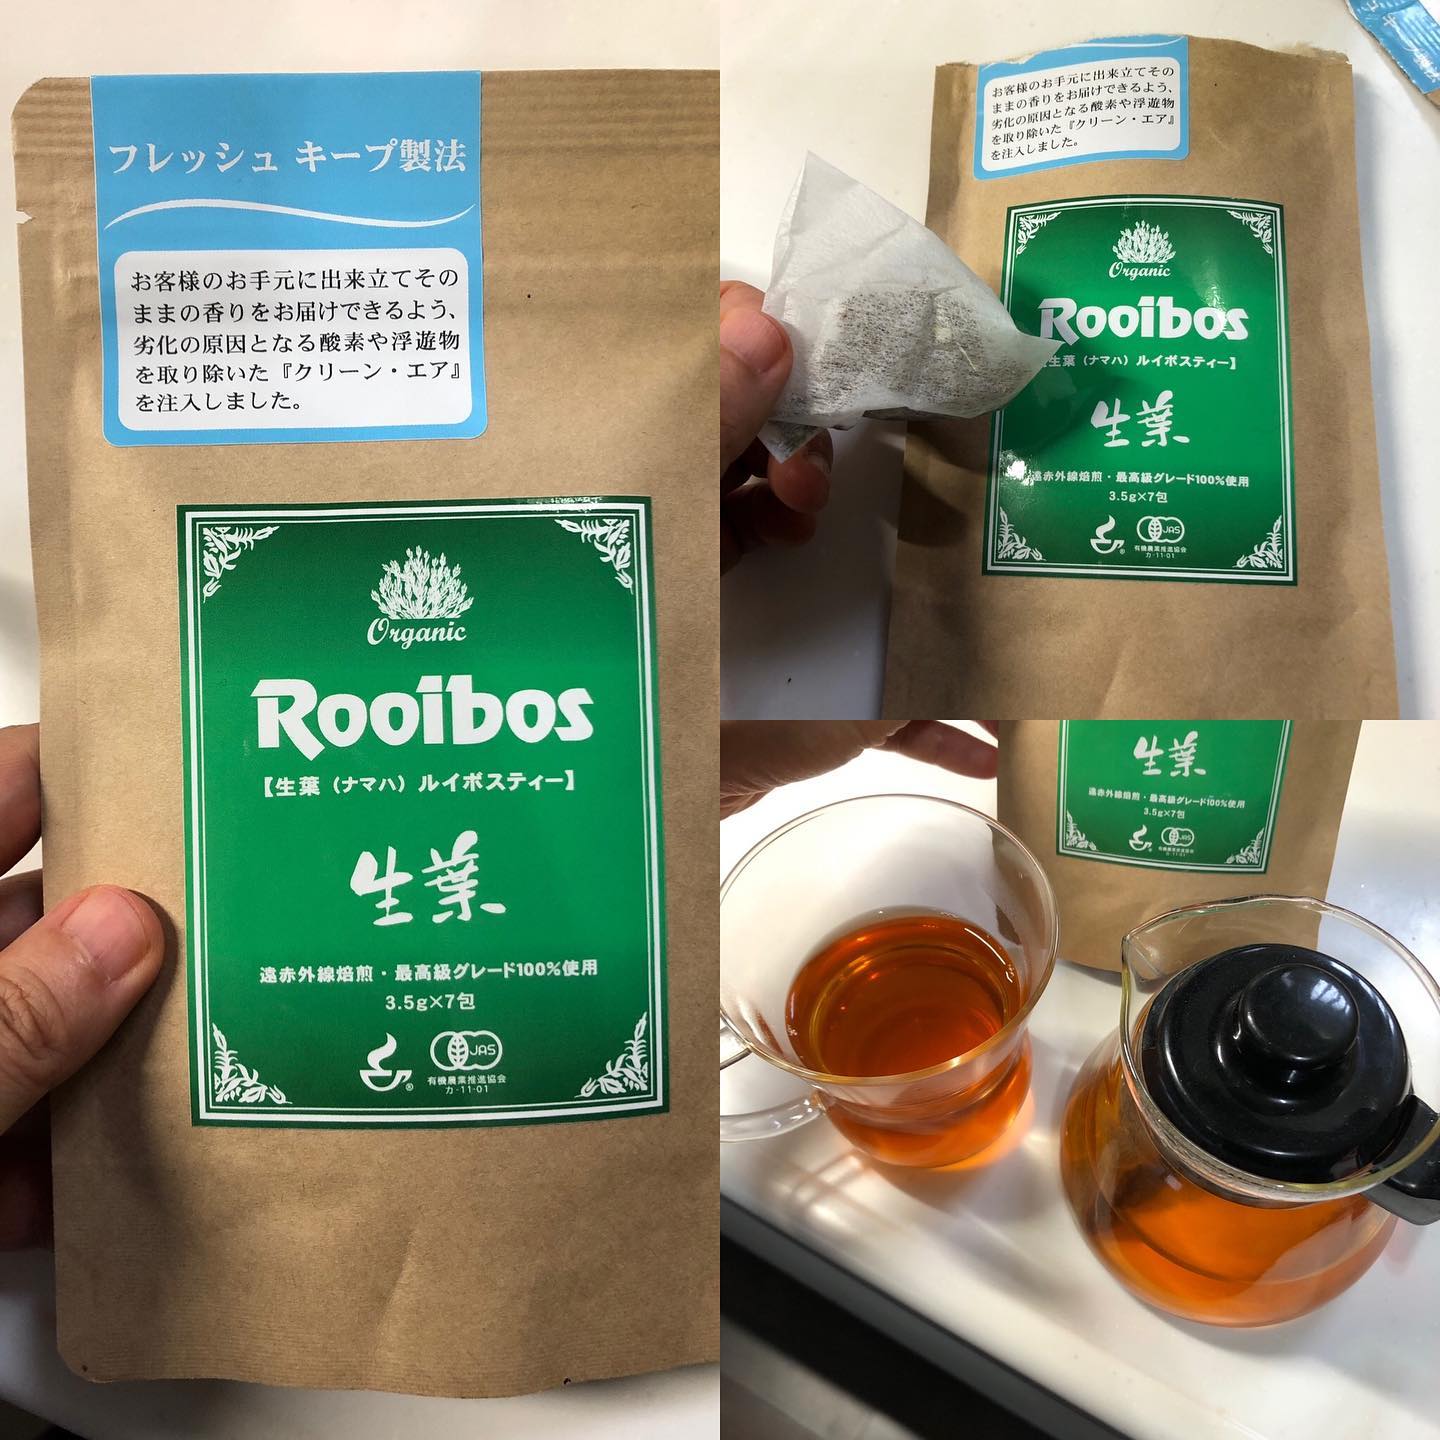 フレッシュ キープ製法
お客様のお手元に出来立てその
ままの香りをお届けできるよう、
劣化の原因となる酸素や浮遊物
を取り除いた『クリーン・エア』
を注入しました。
Organic
Rooibos
【生葉（ナマハ）ルイボスティー】
生葉
遠赤外線焙煎・最高級グレード100%使用
3.5g×7包
®
JAS
有機農業推進協会
カ-11-01
お客様のお手元に出来立てその
ままの香りをお届けできるよう、
劣化の原因となる酸素や浮遊物
を取り除いた『クリーン・エア』
を注入しました。
Organic
Rooibos
生葉（ナマハ）ルイボスティー】
生葉
遠赤外線焙煎・最高級グレード100%使用
3.5g×7包
®
JAS
有機農業推進協会
カ-11-01
生葉
遠赤外線焙煎・最高級グレード100%使用
3.5g×7包
JAS
有機農業推進協会
カ-11-01